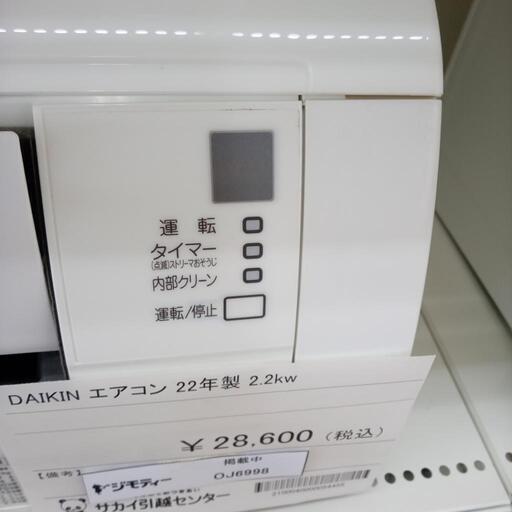 運転
タイマー
(点滅)ストリーマおそうじ
内部クリーン
運転/停止
DAIKIN エアコン 22年製 2.2kw
¥ 28,600 (税込)
【備考】
掲載中
ジモティー OJ6998
サカイ引越センター